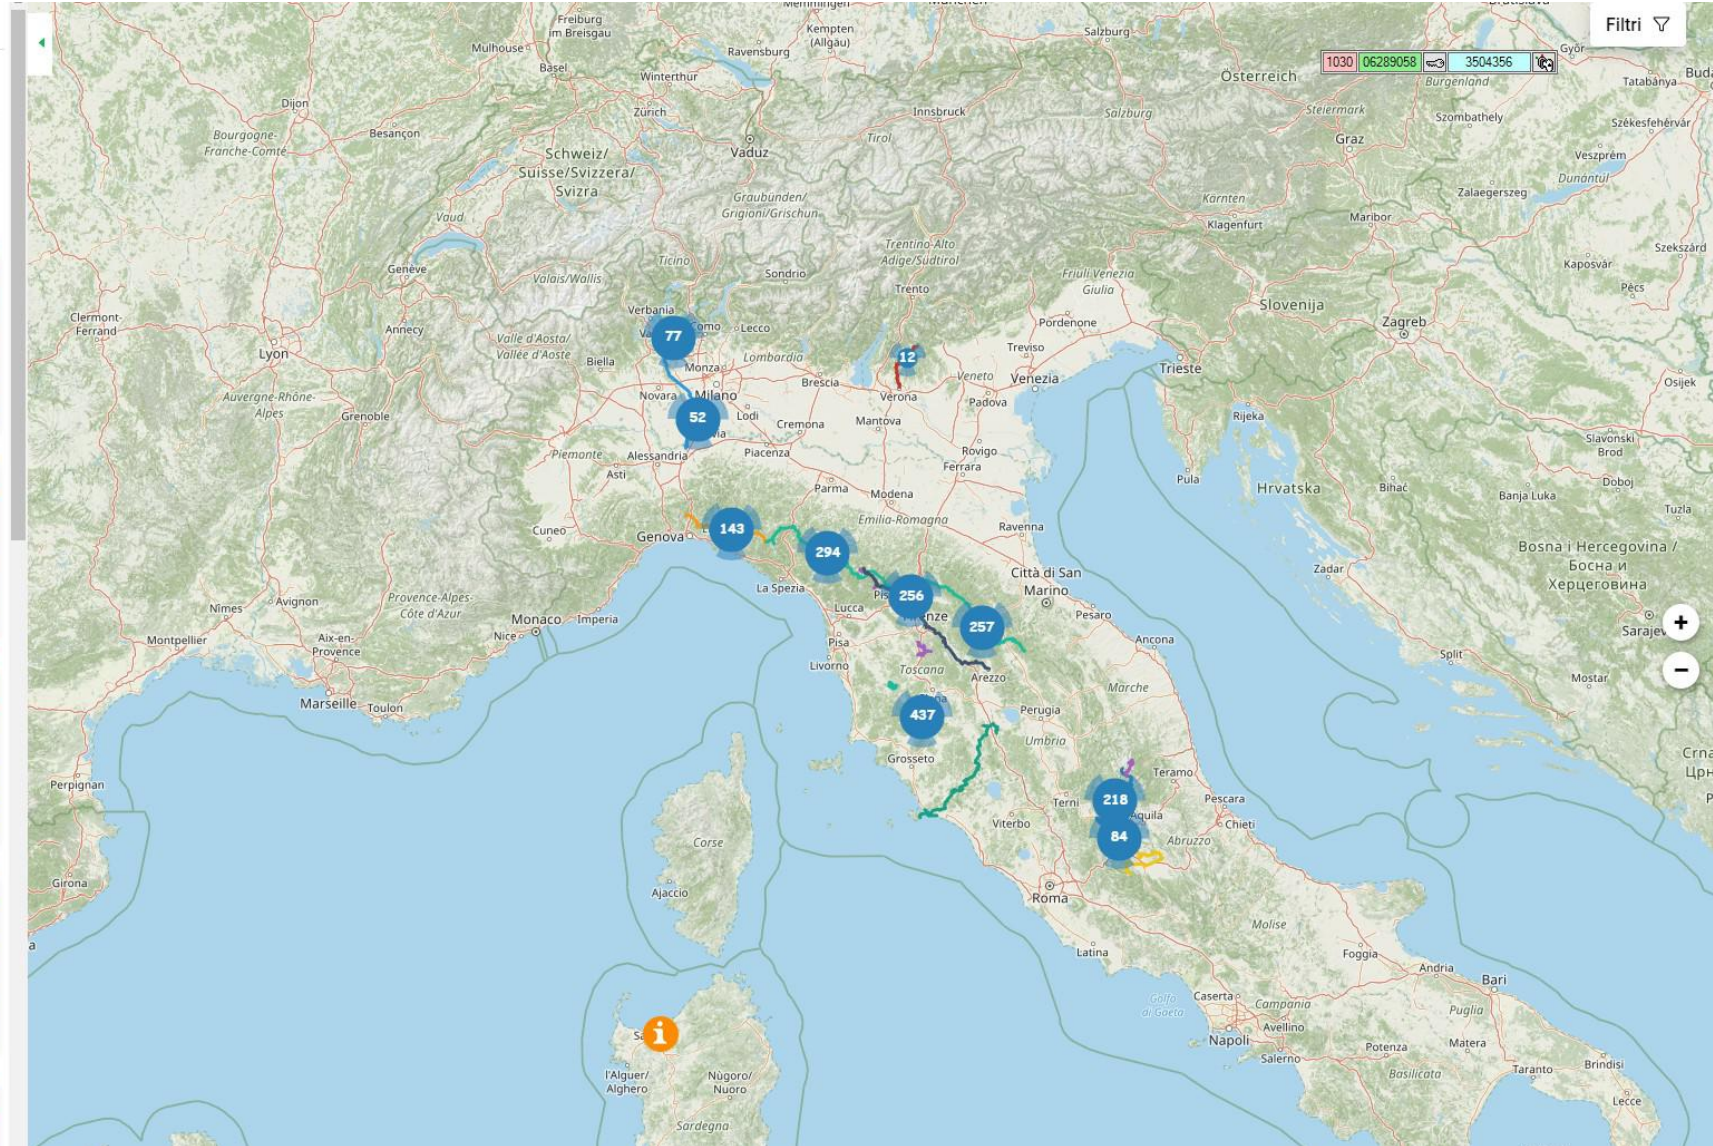 Freiburg
im Breisgau
Kempten
(Allgäu)
Salzburg
Filtri
Mulhouse
Ravensburg
Győr
1030 06289058 3504356
Basel
Winterthur
Österreich
Burgenland
Tatabánya
Dijon
Zürich
Innsbruck
Salzburg
Steiermark
Szombathely
Székesfehérvár
Bourgogne-
Franche-Comté
Besançon
Schweiz/
Suisse/Svizzera/
Svizra
Vaduz
Tirol
Graz
Veszprém
Dunántúl
Graubünden/
Grigioni/Grischun
Kärnten
Zalaegerszeg
Vaud
Klagenfurt
Maribor
Trentino-Alto
Adige/Südtirol
Szekszárd
Genève
Valais/Wallis
Ticino
Sondrio
Friuli Venezia
Giulia
Kaposvár
Trento
Slovenija
Pécs
Clermont-
Ferrand
Annecy
Verbania
Como
Lecco
Pordenone
Zagreb
77
Valle d'Aosta/
Vallée d'Aoste
Lyon
Biella
Monza
Lombardia
12
Treviso
Trieste
Auvergne-Rhône-
Alpes
Novara
Milano
Brescia
Verona
Veneto
Venezia
Padova
Osijek
Grenoble
52
Lodi
Cremona
Mantova
Rijeka
Piemonte
Alessandria
Piacenza
Rovigo
Slavonski
Brod
Asti
Ferrara
Pula
Hrvatska
Bihać
Banja Luka
Doboj
Parma
Modena
Tuzla
Cuneo
Genova
143
294
Emilia-Romagna
Ravenna
Bosna i Hercegovina /
Босна и
Херцеговина
La Spezia
Città di San
Marino
Zadar
Nîmes
Avignon
Provence-Alpes-
Côte d'Azur
256
Lucca
Montpellier
Aix-en-
Provence
Monaco
Nice
Imperia
Pisa
257
Pesaro
+
Ancona
Livorno
Toscana
Arezzo
Split
Mostar
−
Marseille
Toulon
Marche
437
Perugia
Umbria
Grosseto
Perpignan
Teramo
218
Terni
Pescara
Viterbo
84
Chieti
Corse
Abruzzo
Girona
Ajaccio
Roma
Molise
Latina
Foggia
Andria
Bari
Golfo
di Gaeta
Caserta
Campania
Puglia
Avellino
Napoli
Salerno
Potenza
Matera
Brindisi
Basilicata
Taranto
Lecce
l'Alguer/
Alghero
Nùgoro/
Nuoro
Sardegna